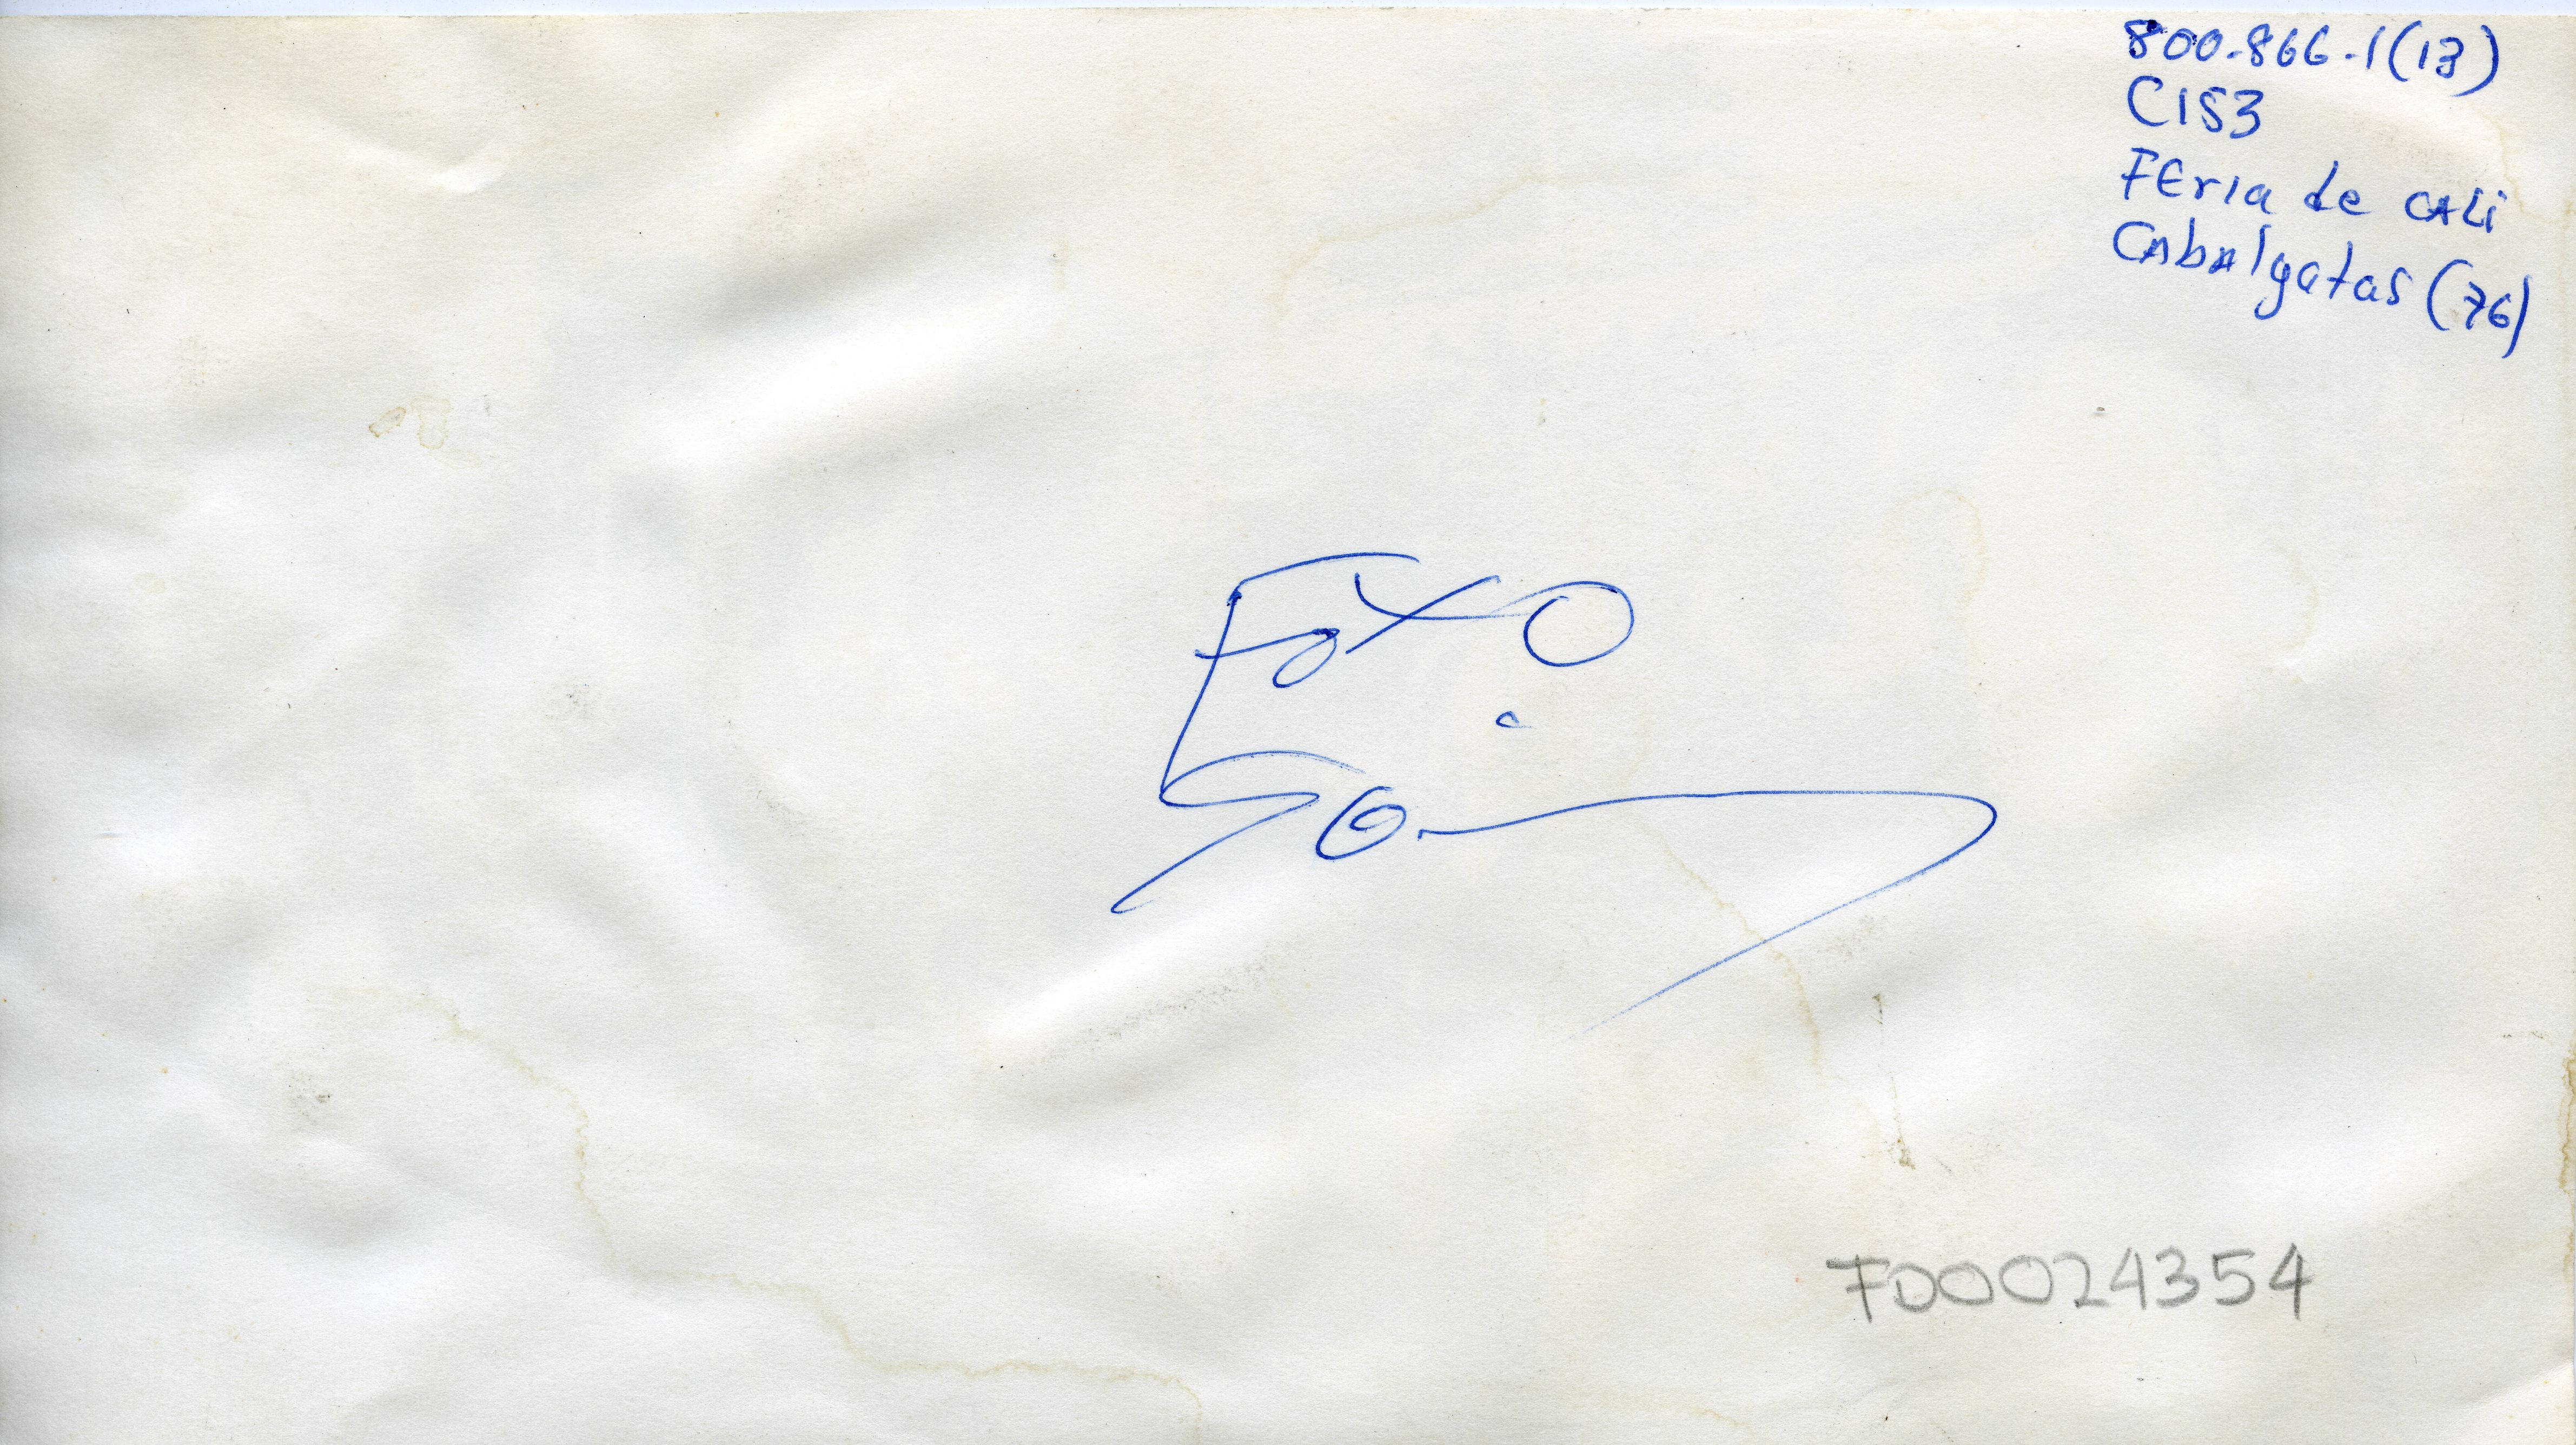 800-866-1(13)
C153
FEria de CALi
CAbAlgatas (76)
Foto
FD0024354